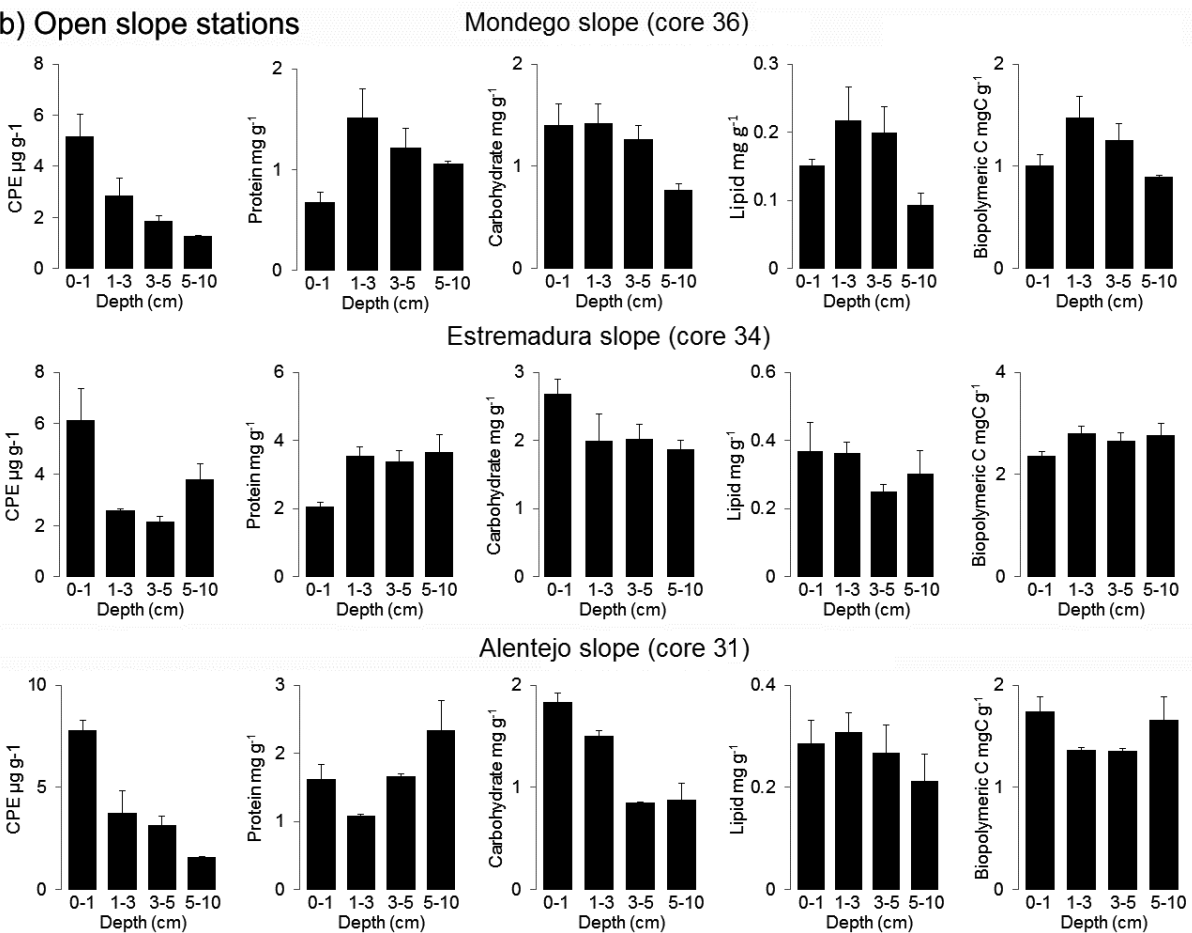 b) Open slope stations
Mondego slope (core 36)
CPE µg g-1
8
6
4
2
0
0-1 1-3 3-5 5-10
Depth (cm)
Protein mg g⁻¹
2
1
0
0-1 1-3 3-5 5-10
Depth (cm)
Carbohydrate mg g⁻¹
2
1
0
0-1 1-3 3-5 5-10
Depth (cm)
Lipid mg g⁻¹
0.3
0.2
0.1
0
0-1 1-3 3-5 5-10
Depth (cm)
Biopolymeric C mgC g⁻¹
2
1
0
0-1 1-3 3-5 5-10
Depth (cm)
Estremadura slope (core 34)
CPE µg g-1
8
6
4
2
0
0-1 1-3 3-5 5-10
Depth (cm)
Protein mg g⁻¹
6
4
2
0
0-1 1-3 3-5 5-10
Depth (cm)
Carbohydrate mg g⁻¹
3
2
1
0
0-1 1-3 3-5 5-10
Depth (cm)
Lipid mg g⁻¹
0.6
0.4
0.2
0
0-1 1-3 3-5 5-10
Depth (cm)
Biopolymeric C mgC g⁻¹
4
2
0
0-1 1-3 3-5 5-10
Depth (cm)
Alentejo slope (core 31)
CPE µg g-1
10
5
0
0-1 1-3 3-5 5-10
Depth (cm)
Protein mg g⁻¹
3
2
1
0
0-1 1-3 3-5 5-10
Depth (cm)
Carbohydrate mg g⁻¹
2
1
0
0-1 1-3 3-5 5-10
Depth (cm)
Lipid mg g⁻¹
0.4
0.2
0
0-1 1-3 3-5 5-10
Depth (cm)
Biopolymeric C mgC g⁻¹
2
1
0
0-1 1-3 3-5 5-10
Depth (cm)